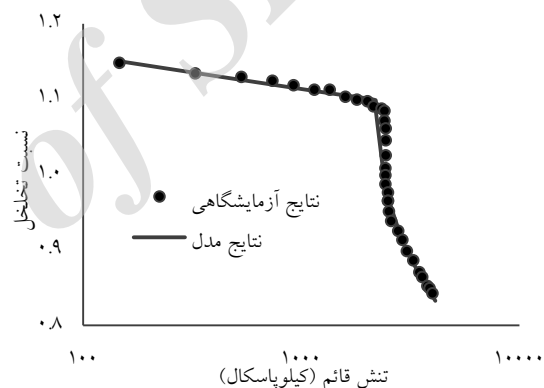 ۱.۲
۱.۱
۱.۰
۰.۹
۰.۸
نسبت تخلخل
نتایج آزمایشگاهی
نتایج مدل
۱۰۰
۱۰۰۰
۱۰۰۰۰
تنش قائم (کیلوپاسکال)
of S